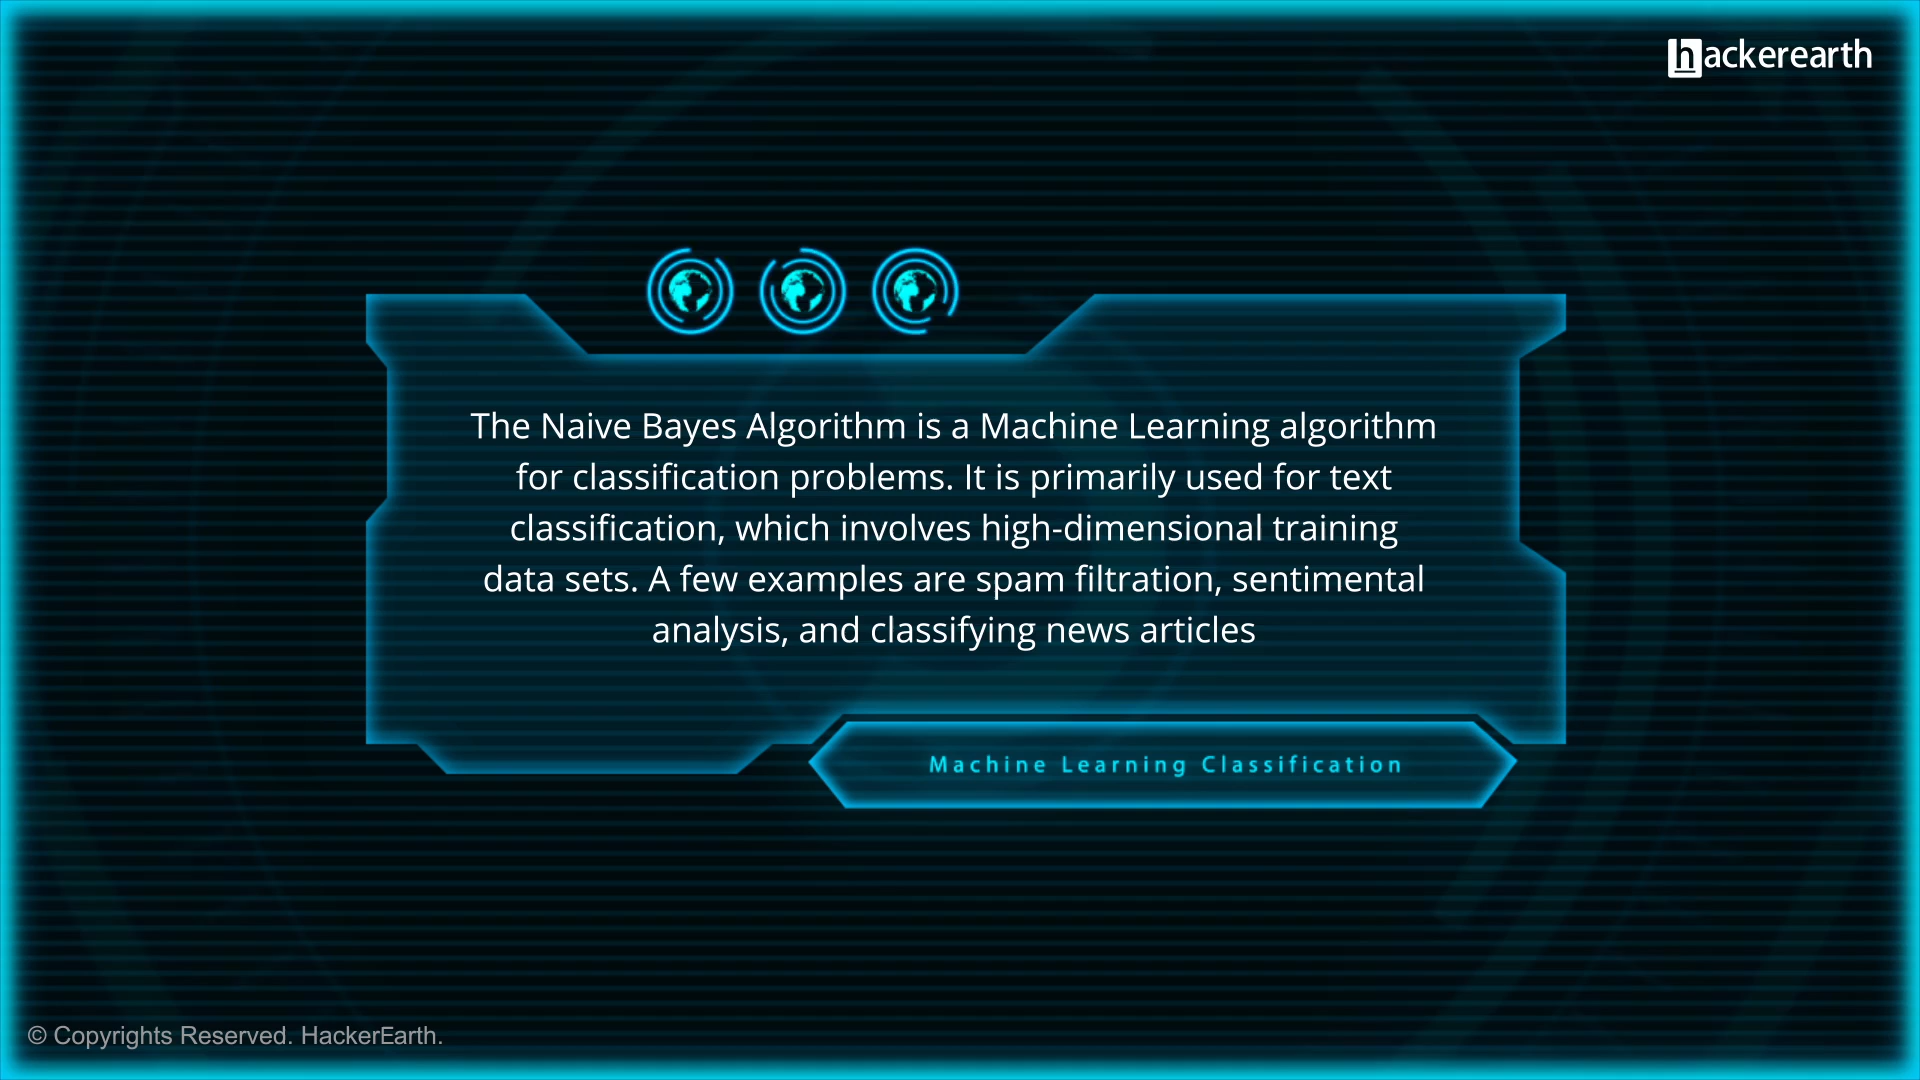 hackerearth
The Naive Bayes Algorithm is a Machine Learning algorithm
for classification problems. It is primarily used for text
classification, which involves high-dimensional training
data sets. A few examples are spam filtration, sentimental
analysis, and classifying news articles
Machine Learning Classification
© Copyrights Reserved. HackerEarth.